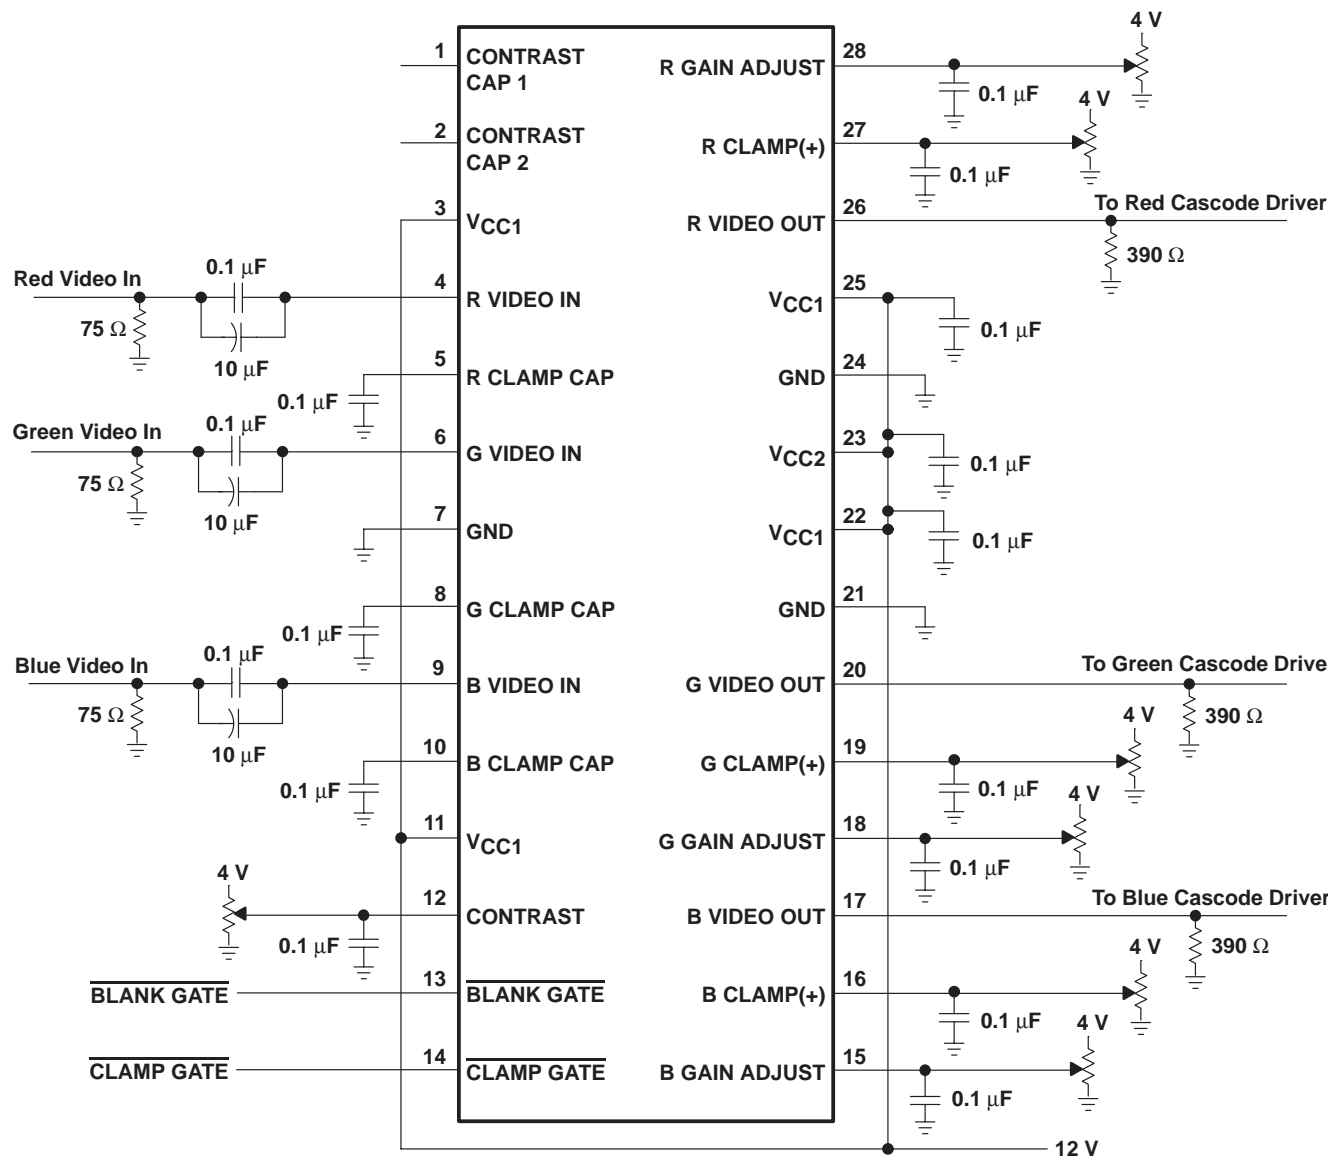 4 V
1
CONTRAST
CAP 1
28
R GAIN ADJUST
0.1 µF
4 V
2
CONTRAST
CAP 2
27
R CLAMP(+)
0.1 µF
3
VCC1
26
R VIDEO OUT
To Red Cascode Driver
390 Ω
Red Video In
0.1 µF
75 Ω
10 µF
4
R VIDEO IN
25
VCC1
0.1 µF
5
R CLAMP CAP
0.1 µF
24
GND
Green Video In
0.1 µF
75 Ω
10 µF
6
G VIDEO IN
23
VCC2
0.1 µF
7
GND
22
VCC1
0.1 µF
8
G CLAMP CAP
0.1 µF
21
GND
Blue Video In
0.1 µF
75 Ω
10 µF
9
B VIDEO IN
20
G VIDEO OUT
To Green Cascode Drive
390 Ω
4 V
10
B CLAMP CAP
0.1 µF
19
G CLAMP(+)
0.1 µF
4 V
11
VCC1
18
G GAIN ADJUST
0.1 µF
4 V
12
CONTRAST
0.1 µF
17
B VIDEO OUT
To Blue Cascode Driver
390 Ω
4 V
BLANK GATE
13
BLANK GATE
16
B CLAMP(+)
0.1 µF
4 V
CLAMP GATE
14
CLAMP GATE
15
B GAIN ADJUST
0.1 µF
12 V